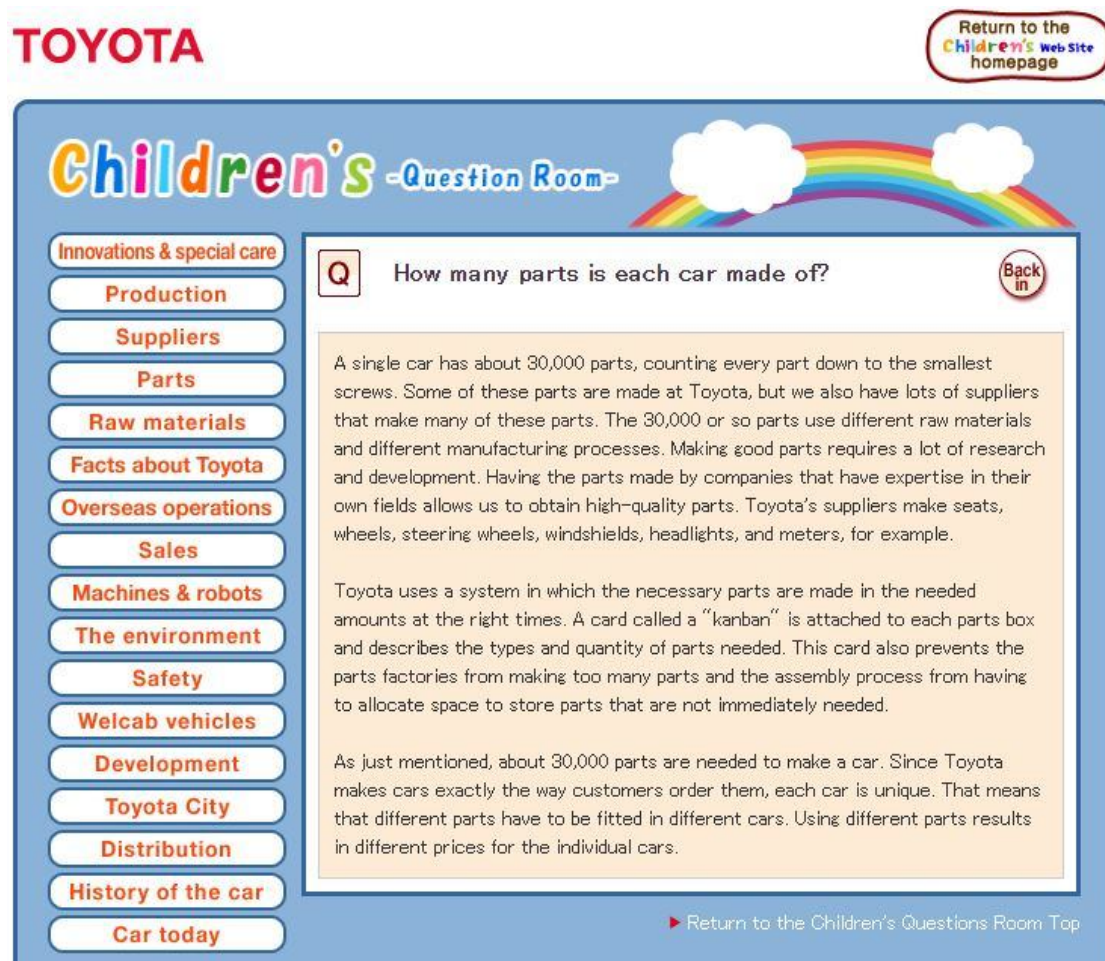 TOYOTA
Return to the
Children's Web Site
homepage
Children's -Question Room-
Innovations & special care
Production
Suppliers
Parts
Raw materials
Facts about Toyota
Overseas operations
Sales
Machines & robots
The environment
Safety
Welcab vehicles
Development
Toyota City
Distribution
History of the car
Car today
Q How many parts is each car made of?
Back
in
A single car has about 30,000 parts, counting every part down to the smallest
screws. Some of these parts are made at Toyota, but we also have lots of suppliers
that make many of these parts. The 30,000 or so parts use different raw materials
and different manufacturing processes. Making good parts requires a lot of research
and development. Having the parts made by companies that have expertise in their
own fields allows us to obtain high-quality parts. Toyota's suppliers make seats,
wheels, steering wheels, windshields, headlights, and meters, for example.
Toyota uses a system in which the necessary parts are made in the needed
amounts at the right times. A card called a "kanban" is attached to each parts box
and describes the types and quantity of parts needed. This card also prevents the
parts factories from making too many parts and the assembly process from having
to allocate space to store parts that are not immediately needed.
As just mentioned, about 30,000 parts are needed to make a car. Since Toyota
makes cars exactly the way customers order them, each car is unique. That means
that different parts have to be fitted in different cars. Using different parts results
in different prices for the individual cars.
Return to the Children's Questions Room Top